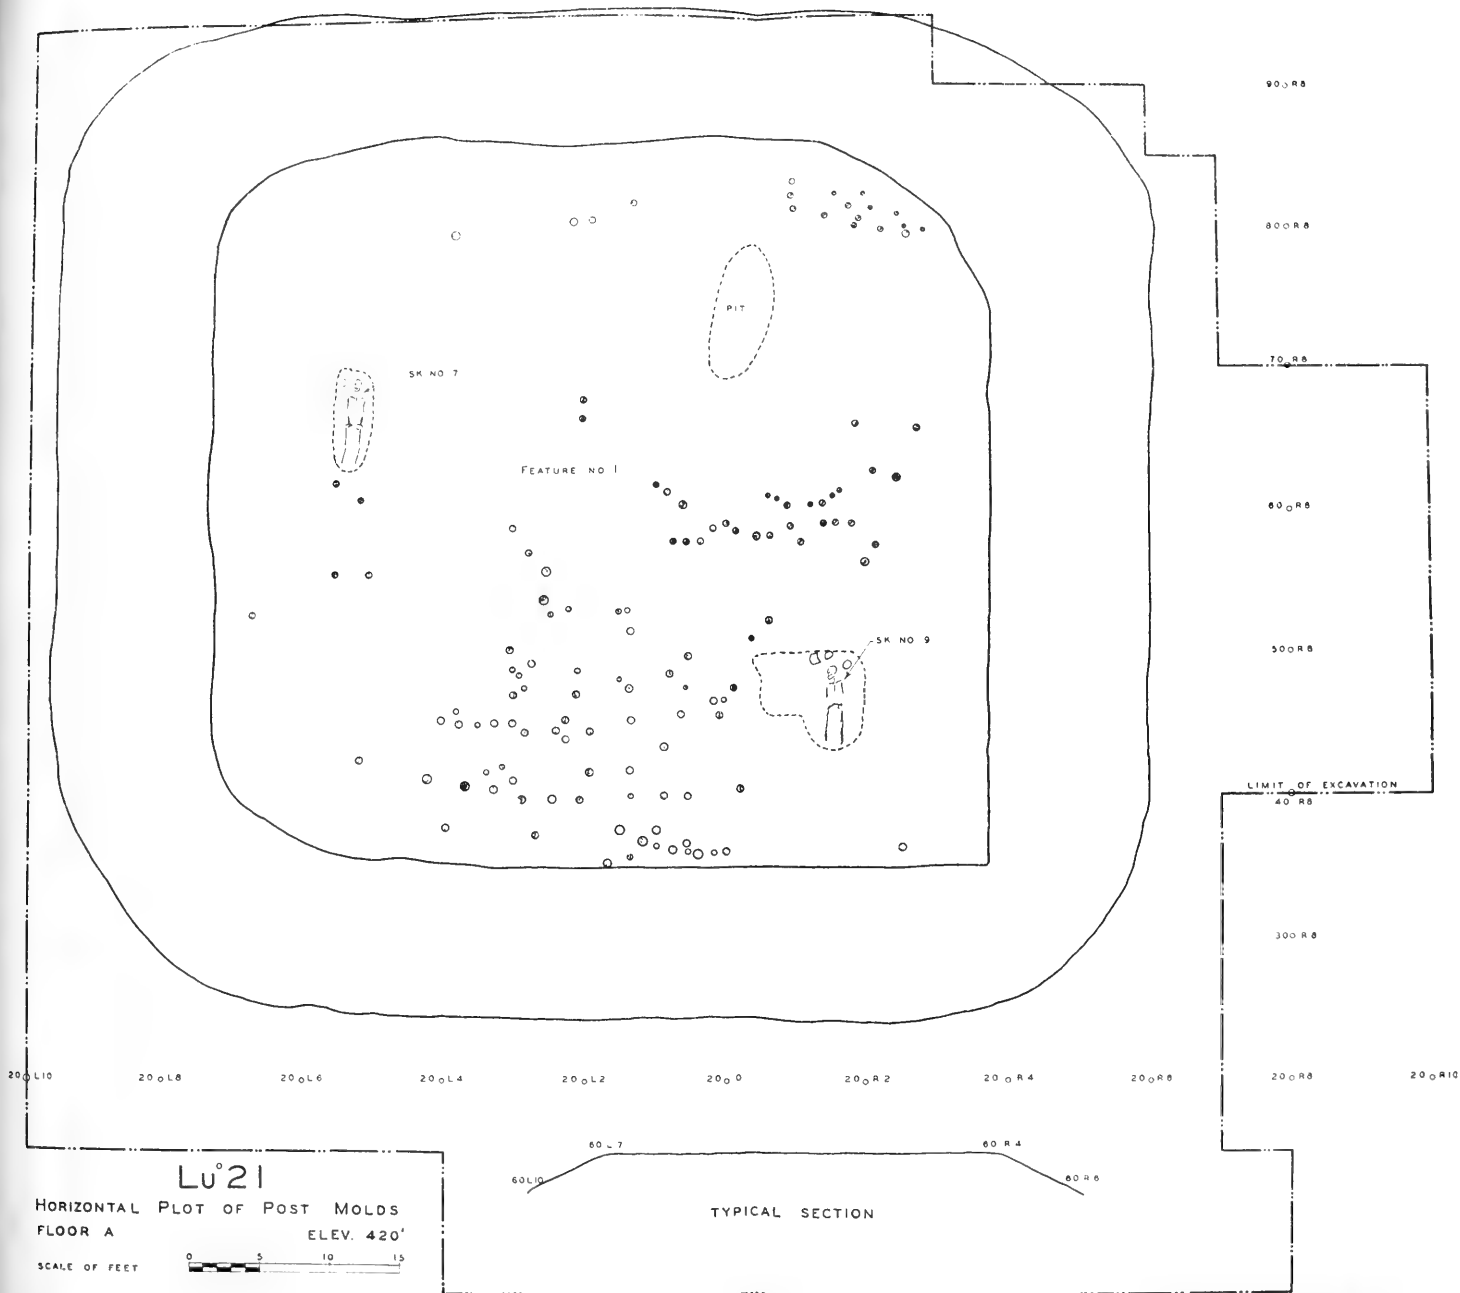 90 R8
80 R8
PIT
70 R8
SK NO 7
FEATURE NO 1
60 R8
SK NO 9
50 R8
LIMIT OF EXCAVATION
40 R8
30 R8
20 L10 20 L8 20 L6 20 L4 20 L2 20 0 20 R2 20 R4 20 R6 20 R8 20 R10
60 L7 60 R4
60L10 60 R6
TYPICAL SECTION
Lu°21
HORIZONTAL PLOT OF POST MOLDS
FLOOR A ELEV. 420'
0 5 10 15
SCALE OF FEET